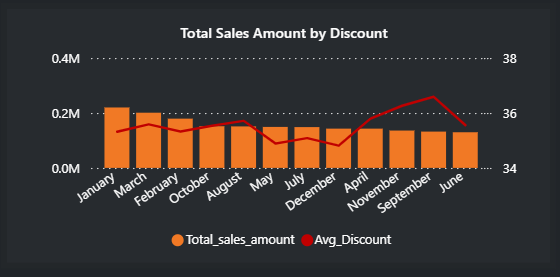 Total Sales Amount by Discount
0.4M
38
0.2M
36
0.0M
34
January
March
February
October
August
May
July
December
April
November
September
June
Total_sales_amount Avg_Discount